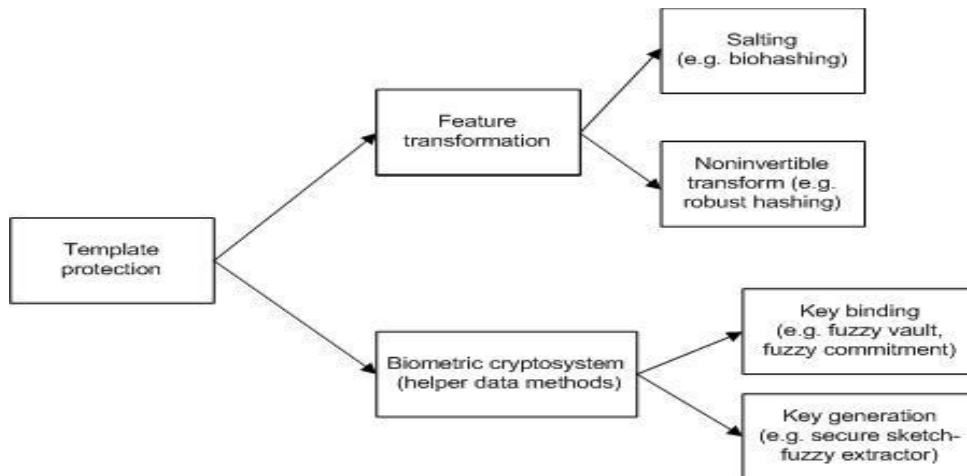 Template
protection
Feature
transformation
Salting
(e.g. biohashing)
Noninvertible
transform (e.g.
robust hashing)
Biometric cryptosystem
(helper data methods)
Key binding
(e.g. fuzzy vault,
fuzzy commitment)
Key generation
(e.g. secure sketch-
fuzzy extractor)